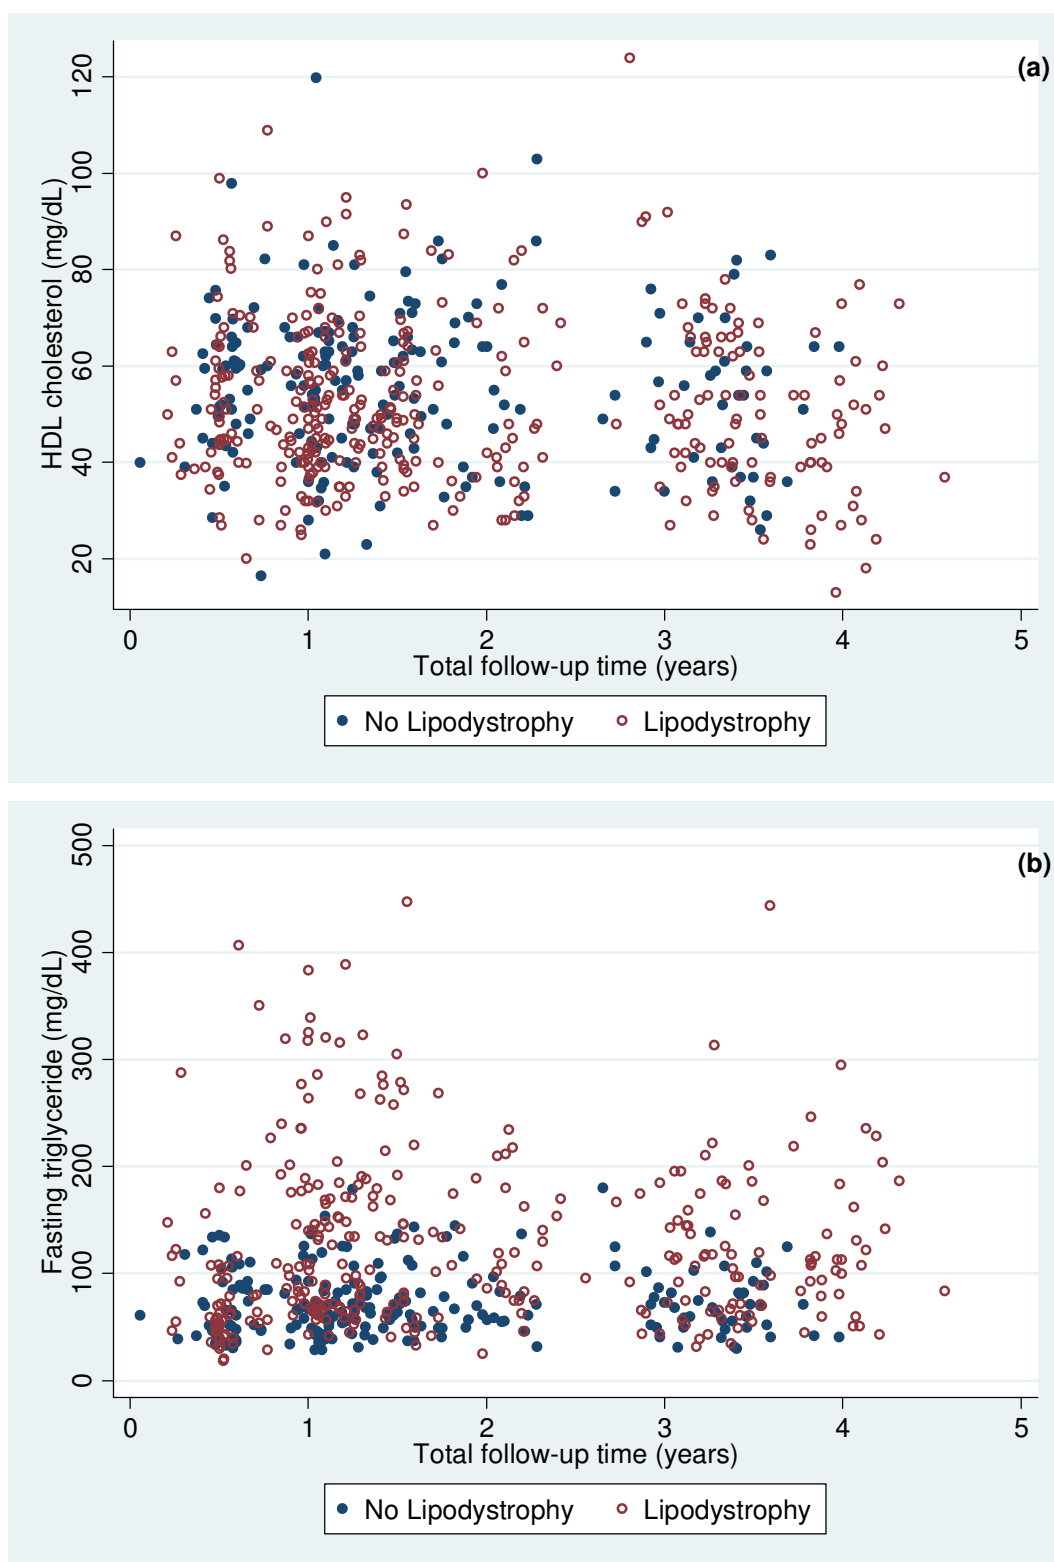 (a)
HDL cholesterol (mg/dL)
120
100
80
60
40
20
0 1 2 3 4 5
Total follow-up time (years)
No Lipodystrophy Lipodystrophy
(b)
Fasting triglyceride (mg/dL)
500
400
300
200
100
0
0 1 2 3 4 5
Total follow-up time (years)
No Lipodystrophy Lipodystrophy